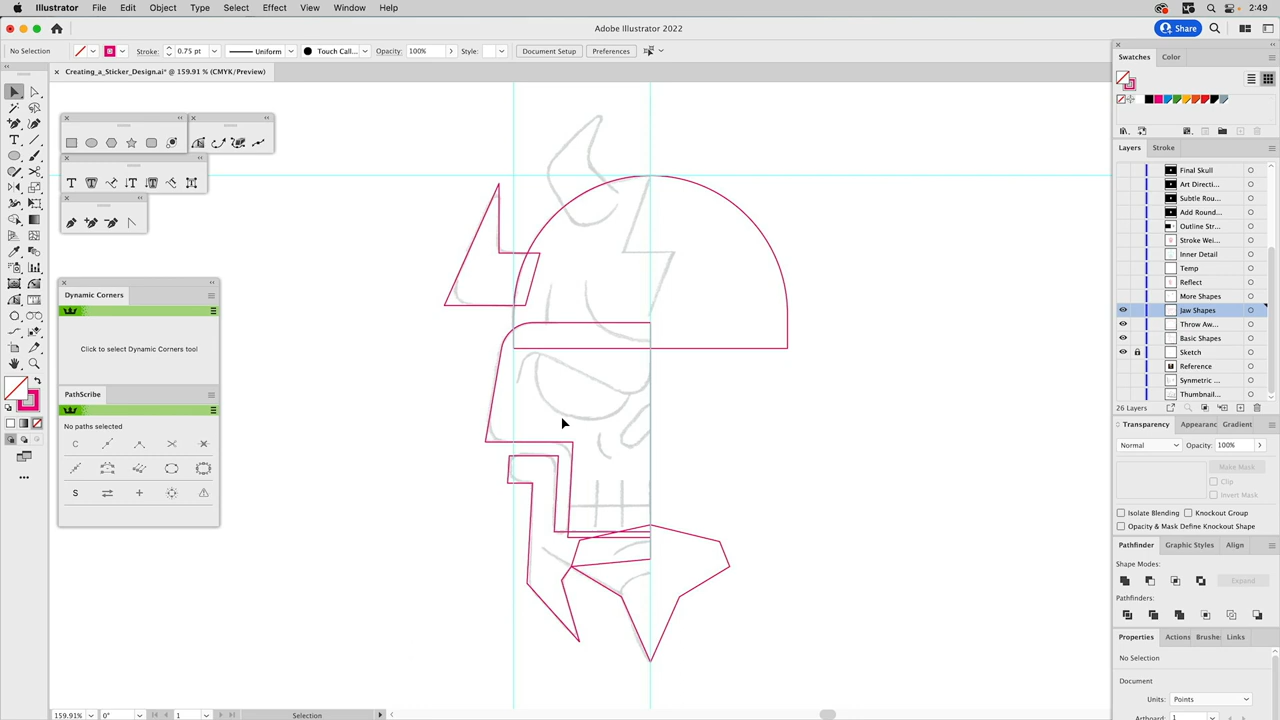 Illustrator File Edit Object Type Select Effect View Window Help 2:49
Adobe Illustrator 2022
Share
No Selection Stroke: 0.75 pt Uniform Touch Call... Opacity: 100% Style: Document Setup Preferences
Creating_a_Sticker_Design.ai* @ 159.91 % (CMYK/Preview)
Swatches Color
Layers Stroke
Final Skull
Art Directi...
Subtle Rou...
Add Round...
Outline Str...
Stroke Wei...
Inner Detail
Temp
Reflect
More Shapes
Jaw Shapes
Throw Aw...
Basic Shapes
Sketch
Reference
Symmetric ...
Thumbnail...
26 Layers
Dynamic Corners
Click to select Dynamic Corners tool
PathScribe
No paths selected
Transparency Appearanc Gradient
Normal Opacity: 100%
Make Mask
Clip
Invert Mask
Isolate Blending Knockout Group
Opacity & Mask Define Knockout Shape
Pathfinder Graphic Styles Align
Shape Modes:
Expand
Pathfinders:
Properties Actions Brushe Links
No Selection
Document
Units: Points
Artboard: 1
159.91% 0° 1 Selection